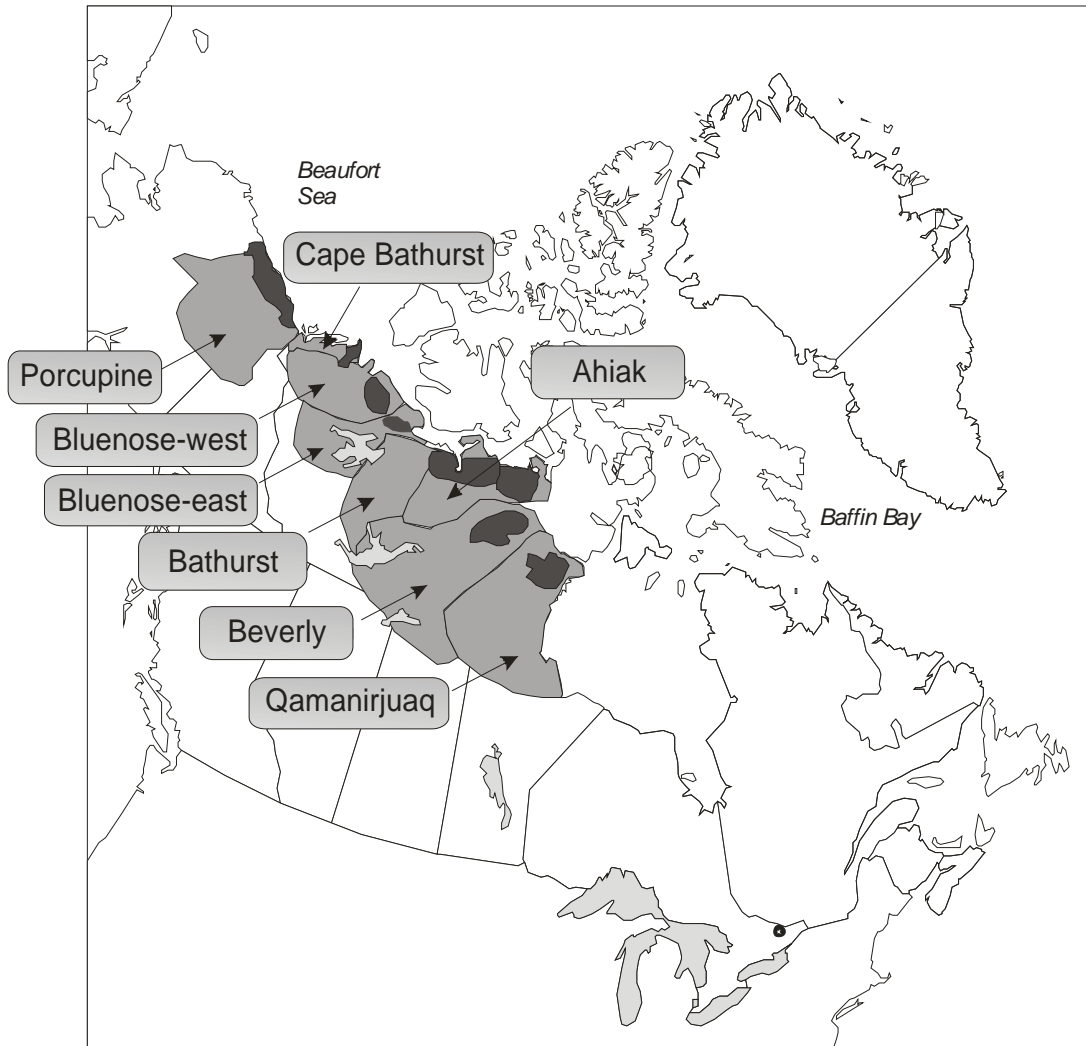 Beaufort
Sea
Cape Bathurst
Porcupine
Ahiak
Bluenose-west
Bluenose-east
Baffin Bay
Bathurst
Beverly
Qamanirjuaq